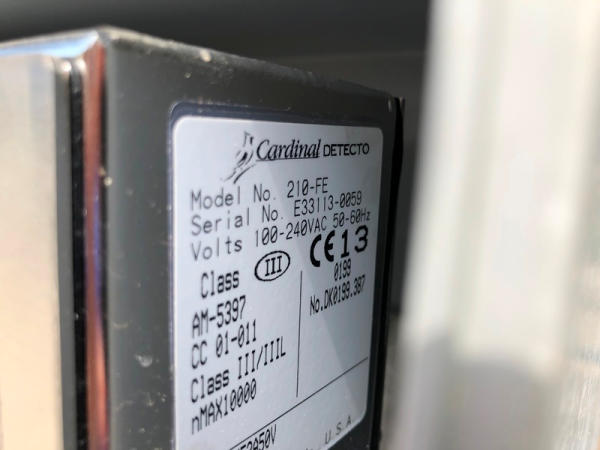 Cardinal DETECTO
Model No. 210-FE
Serial No. E33113-0059
Volts 100-240VAC 50-60Hz
Class III
CE 13
0199
No.DK0199.387
AM-5397
CC 01-011
Class III/IIIL
nMAX10000
U.S.A.